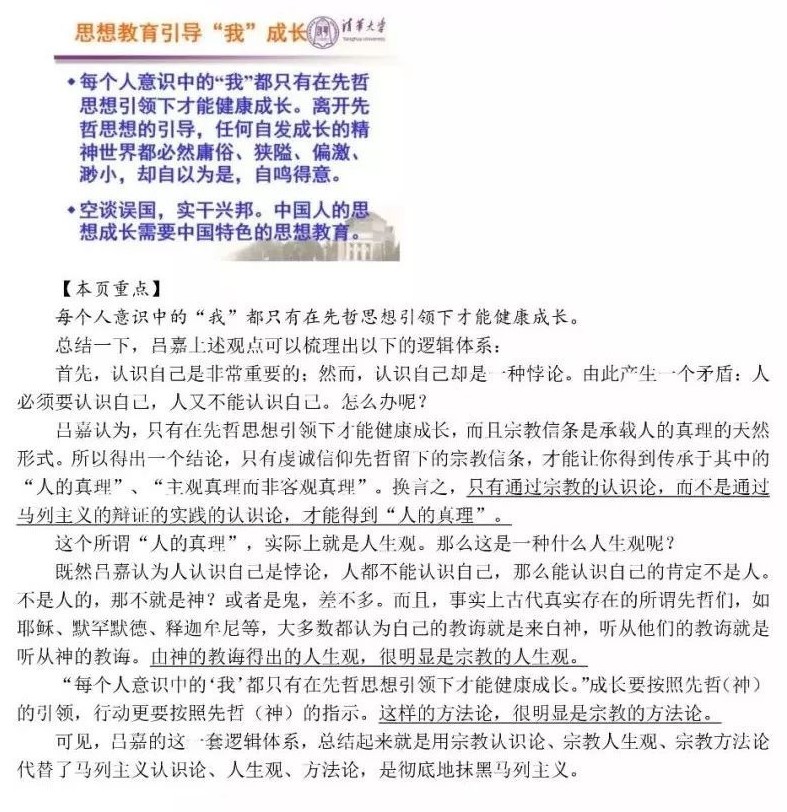 思想教育引导“我”成长
清华大学
Tsinghua University
•每个人意识中的“我”都只有在先哲
思想引领下才能健康成长。离开先
哲思想的引导，任何自发成长的精
神世界都必然庸俗、狭隘、偏激、
渺小，却自以为是，自鸣得意。
•空谈误国，实干兴邦。中国人的思
想成长需要中国特色的思想教育。
【本页重点】
每个人意识中的“我”都只有在先哲思想引领下才能健康成长。
总结一下，吕嘉上述观点可以梳理出以下的逻辑体系：
首先，认识自己是非常重要的；然而，认识自己却是一种悖论。由此产生一个矛盾：人
必须要认识自己，人又不能认识自己。怎么办呢？
吕嘉认为，只有在先哲思想引领下才能健康成长，而且宗教信条是承载人的真理的天然
形式。所以得出一个结论，只有虔诚信仰先哲留下的宗教信条，才能让你得到传承于其中的
“人的真理”、“主观真理而非客观真理”。换言之，只有通过宗教的认识论，而不是通过
马列主义的辩证的实践的认识论，才能得到“人的真理”。
这个所谓“人的真理”，实际上就是人生观。那么这是一种什么人生观呢？
既然吕嘉认为人认识自己是悖论，人都不能认识自己，那么能认识自己的肯定不是人。
不是人的，那不就是神？或者是鬼，差不多。而且，事实上古代真实存在的所谓先哲们，如
耶稣、默罕默德、释迦牟尼等，大多数都认为自己的教诲就是来自神，听从他们的教诲就是
听从神的教诲。由神的教诲得出的人生观，很明显是宗教的人生观。
“每个人意识中的‘我’都只有在先哲思想引领下才能健康成长。”成长要按照先哲（神）
的引领，行动更要按照先哲（神）的指示。这样的方法论，很明显是宗教的方法论。
可见，吕嘉的这一套逻辑体系，总结起来就是用宗教认识论、宗教人生观、宗教方法论
代替了马列主义认识论、人生观、方法论，是彻底地抹黑马列主义。